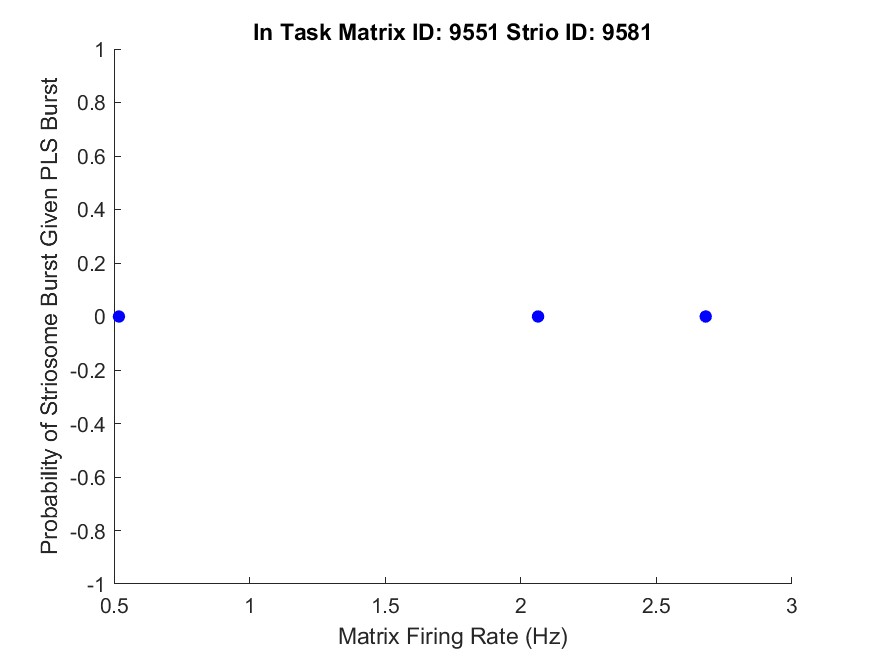 In Task Matrix ID: 9551 Strio ID: 9581
Probability of Striosome Burst Given PLS Burst
1
0.8
0.6
0.4
0.2
0
-0.2
-0.4
-0.6
-0.8
-1
0.5 1 1.5 2 2.5 3
Matrix Firing Rate (Hz)